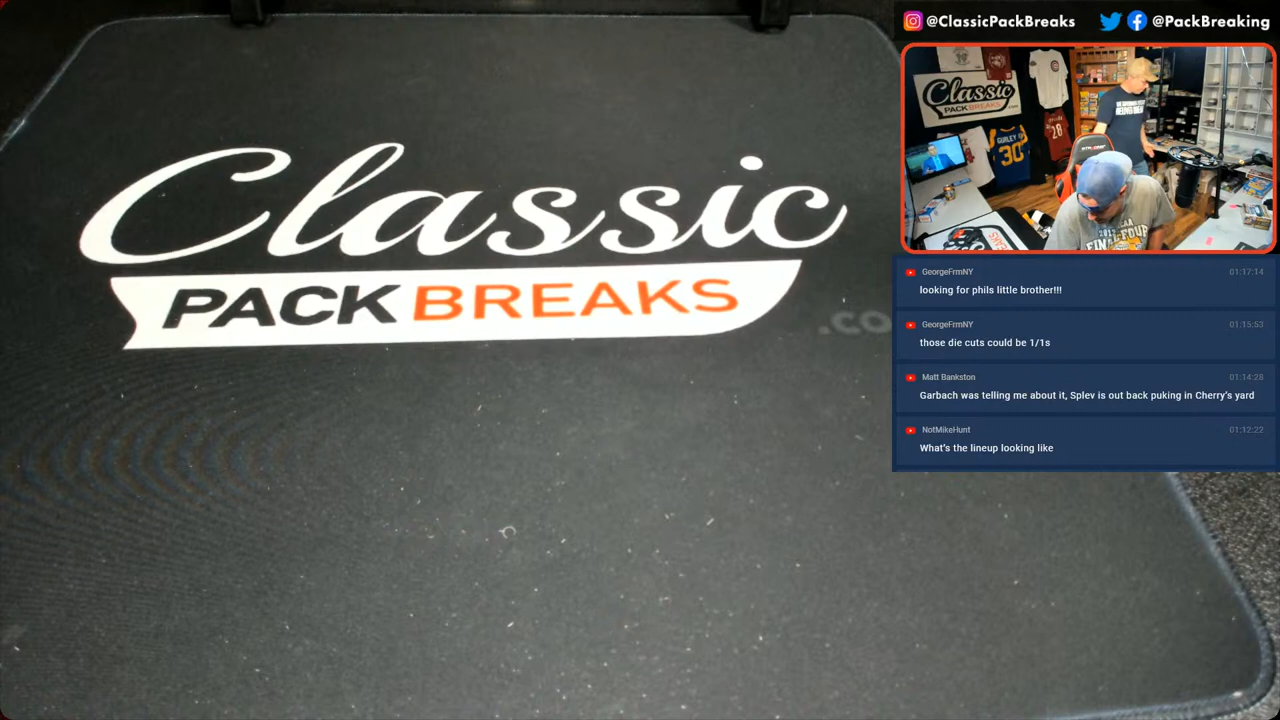 @ClassicPackBreaks
@PackBreaking
Classic
PACK BREAKS
.co
Classic
PACK BREAKS
GURLEY II
30
28
FINAL FOUR
GeorgeFrmNY
01:17:14
looking for phils little brother!!!
GeorgeFrmNY
01:15:53
those die cuts could be 1/1s
Matt Bankston
01:14:28
Garbach was telling me about it, Splev is out back puking in Cherry's yard
NotMikeHunt
01:12:22
What's the lineup looking like